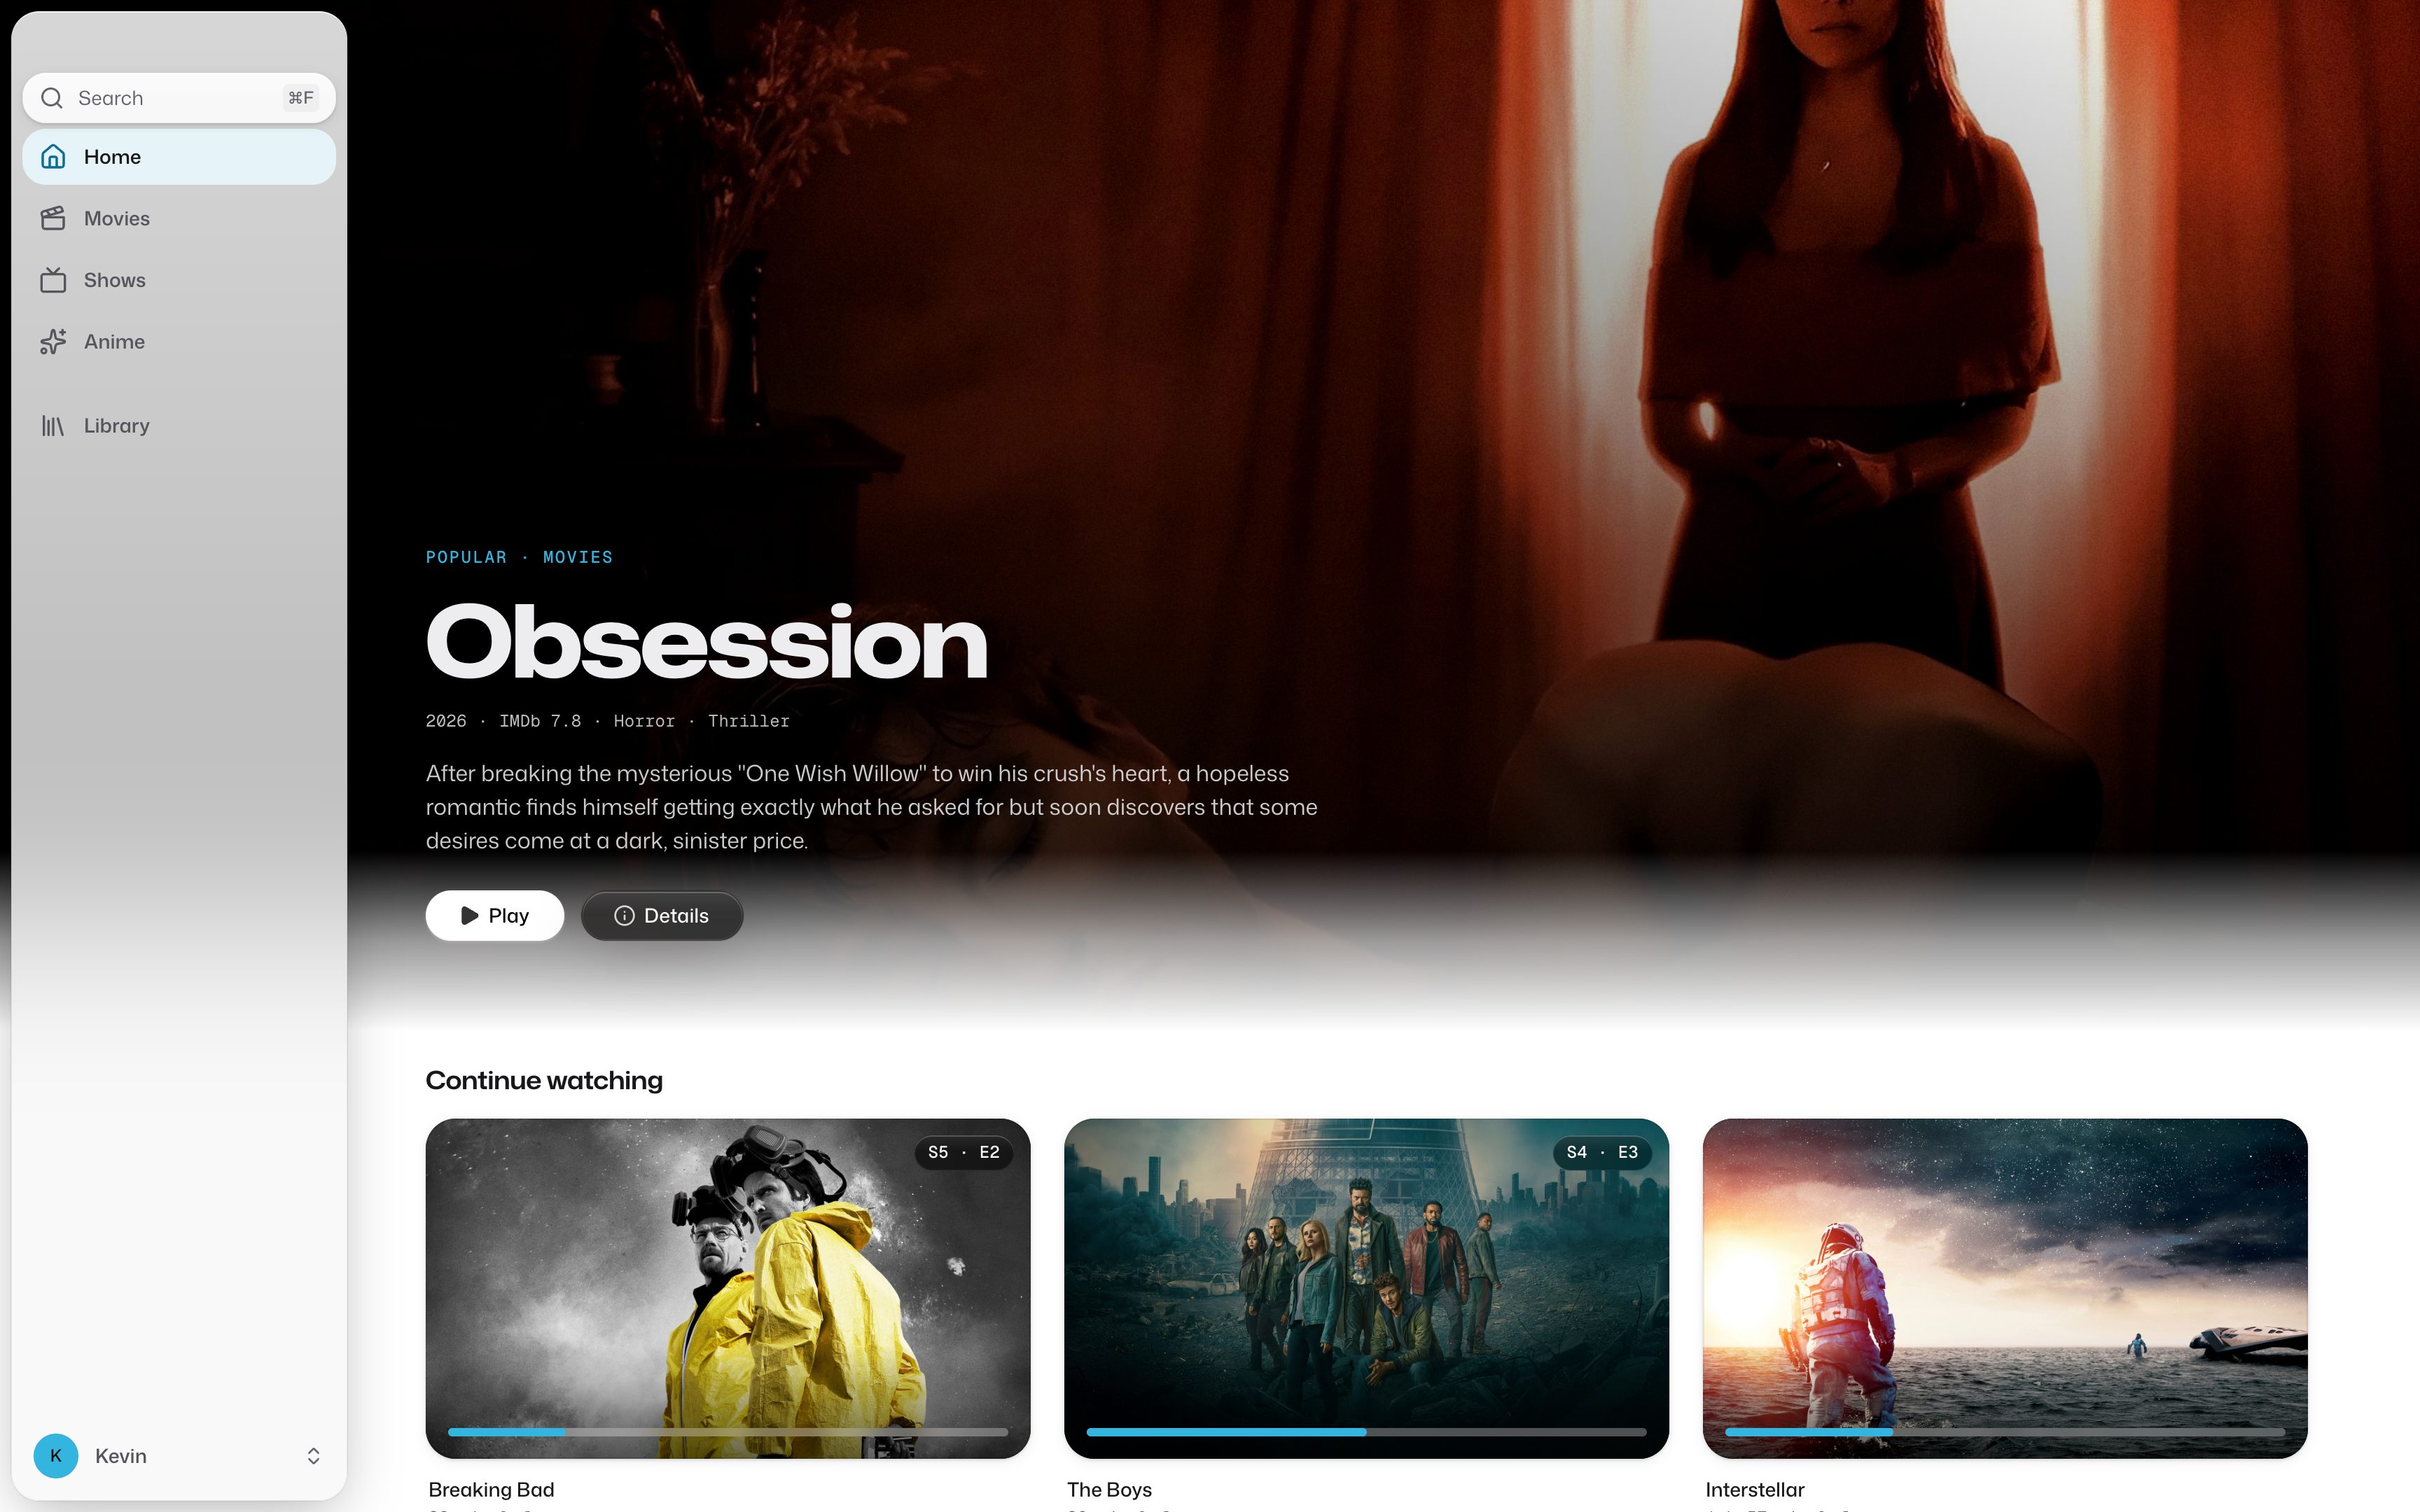 Search ⌘F
Home
Movies
Shows
Anime
Library
POPULAR · MOVIES
Obsession
2026 · IMDb 7.8 · Horror · Thriller
After breaking the mysterious "One Wish Willow" to win his crush's heart, a hopeless
romantic finds himself getting exactly what he asked for but soon discovers that some
desires come at a dark, sinister price.
Play
Details
Continue watching
S5 · E2
S4 · E3
Breaking Bad
The Boys
Interstellar
K Kevin